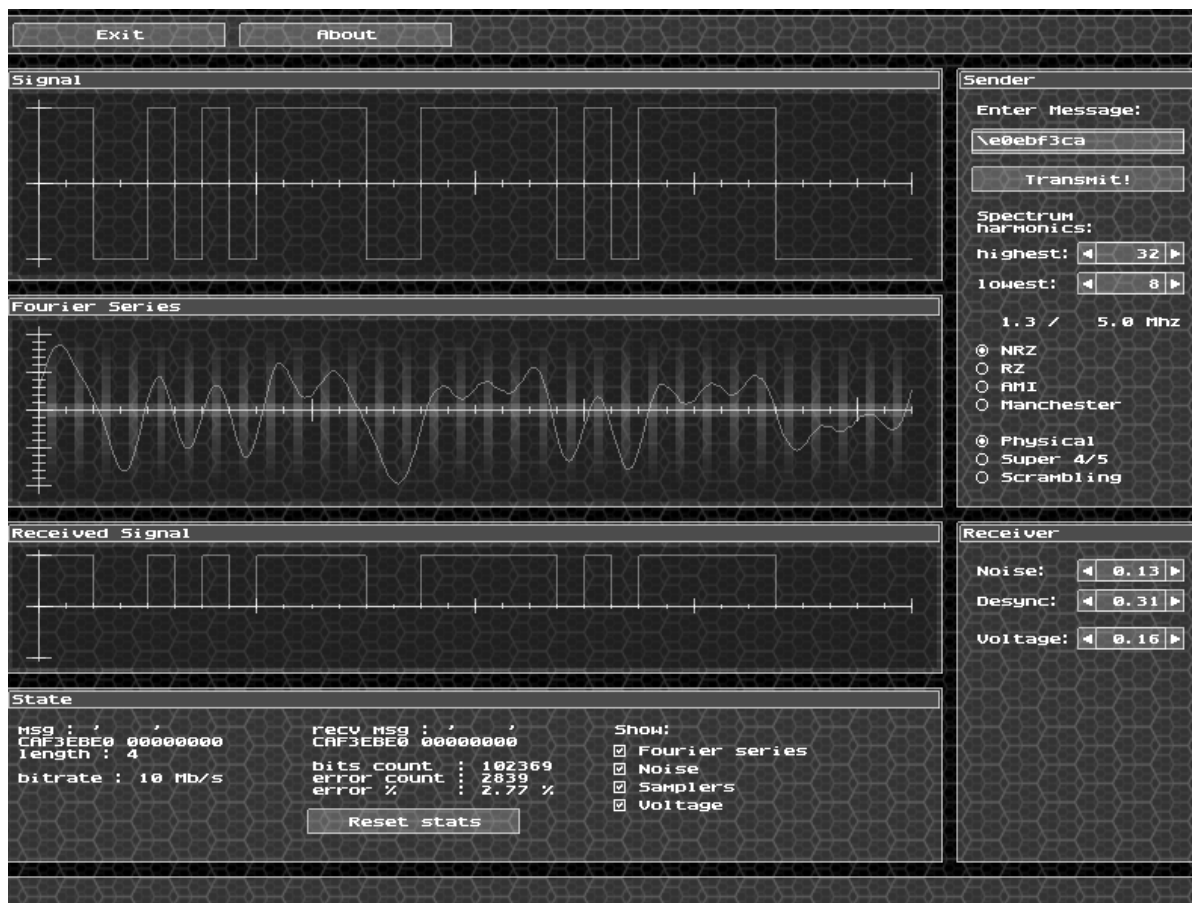 Exit About
Signal
Sender
Enter Message:
\e0ebf3ca
Transmit!
Spectrum
harmonics:
highest: 32
lowest: 8
1.3 / 5.0 Mhz
NRZ
RZ
AMI
Manchester
Physical
Super 4/5
Scrambling
Fourier Series
Received Signal
Receiver
Noise: 0.13
Desync: 0.31
Voltage: 0.16
State
msg : ' '
CAF3EBE0 00000000
length : 4
bitrate : 10 Mb/s
recv msg : ' '
CAF3EBE0 00000000
bits count : 102369
error count : 2839
error % : 2.77 %
Reset stats
Show:
Fourier series
Noise
Samplers
Voltage